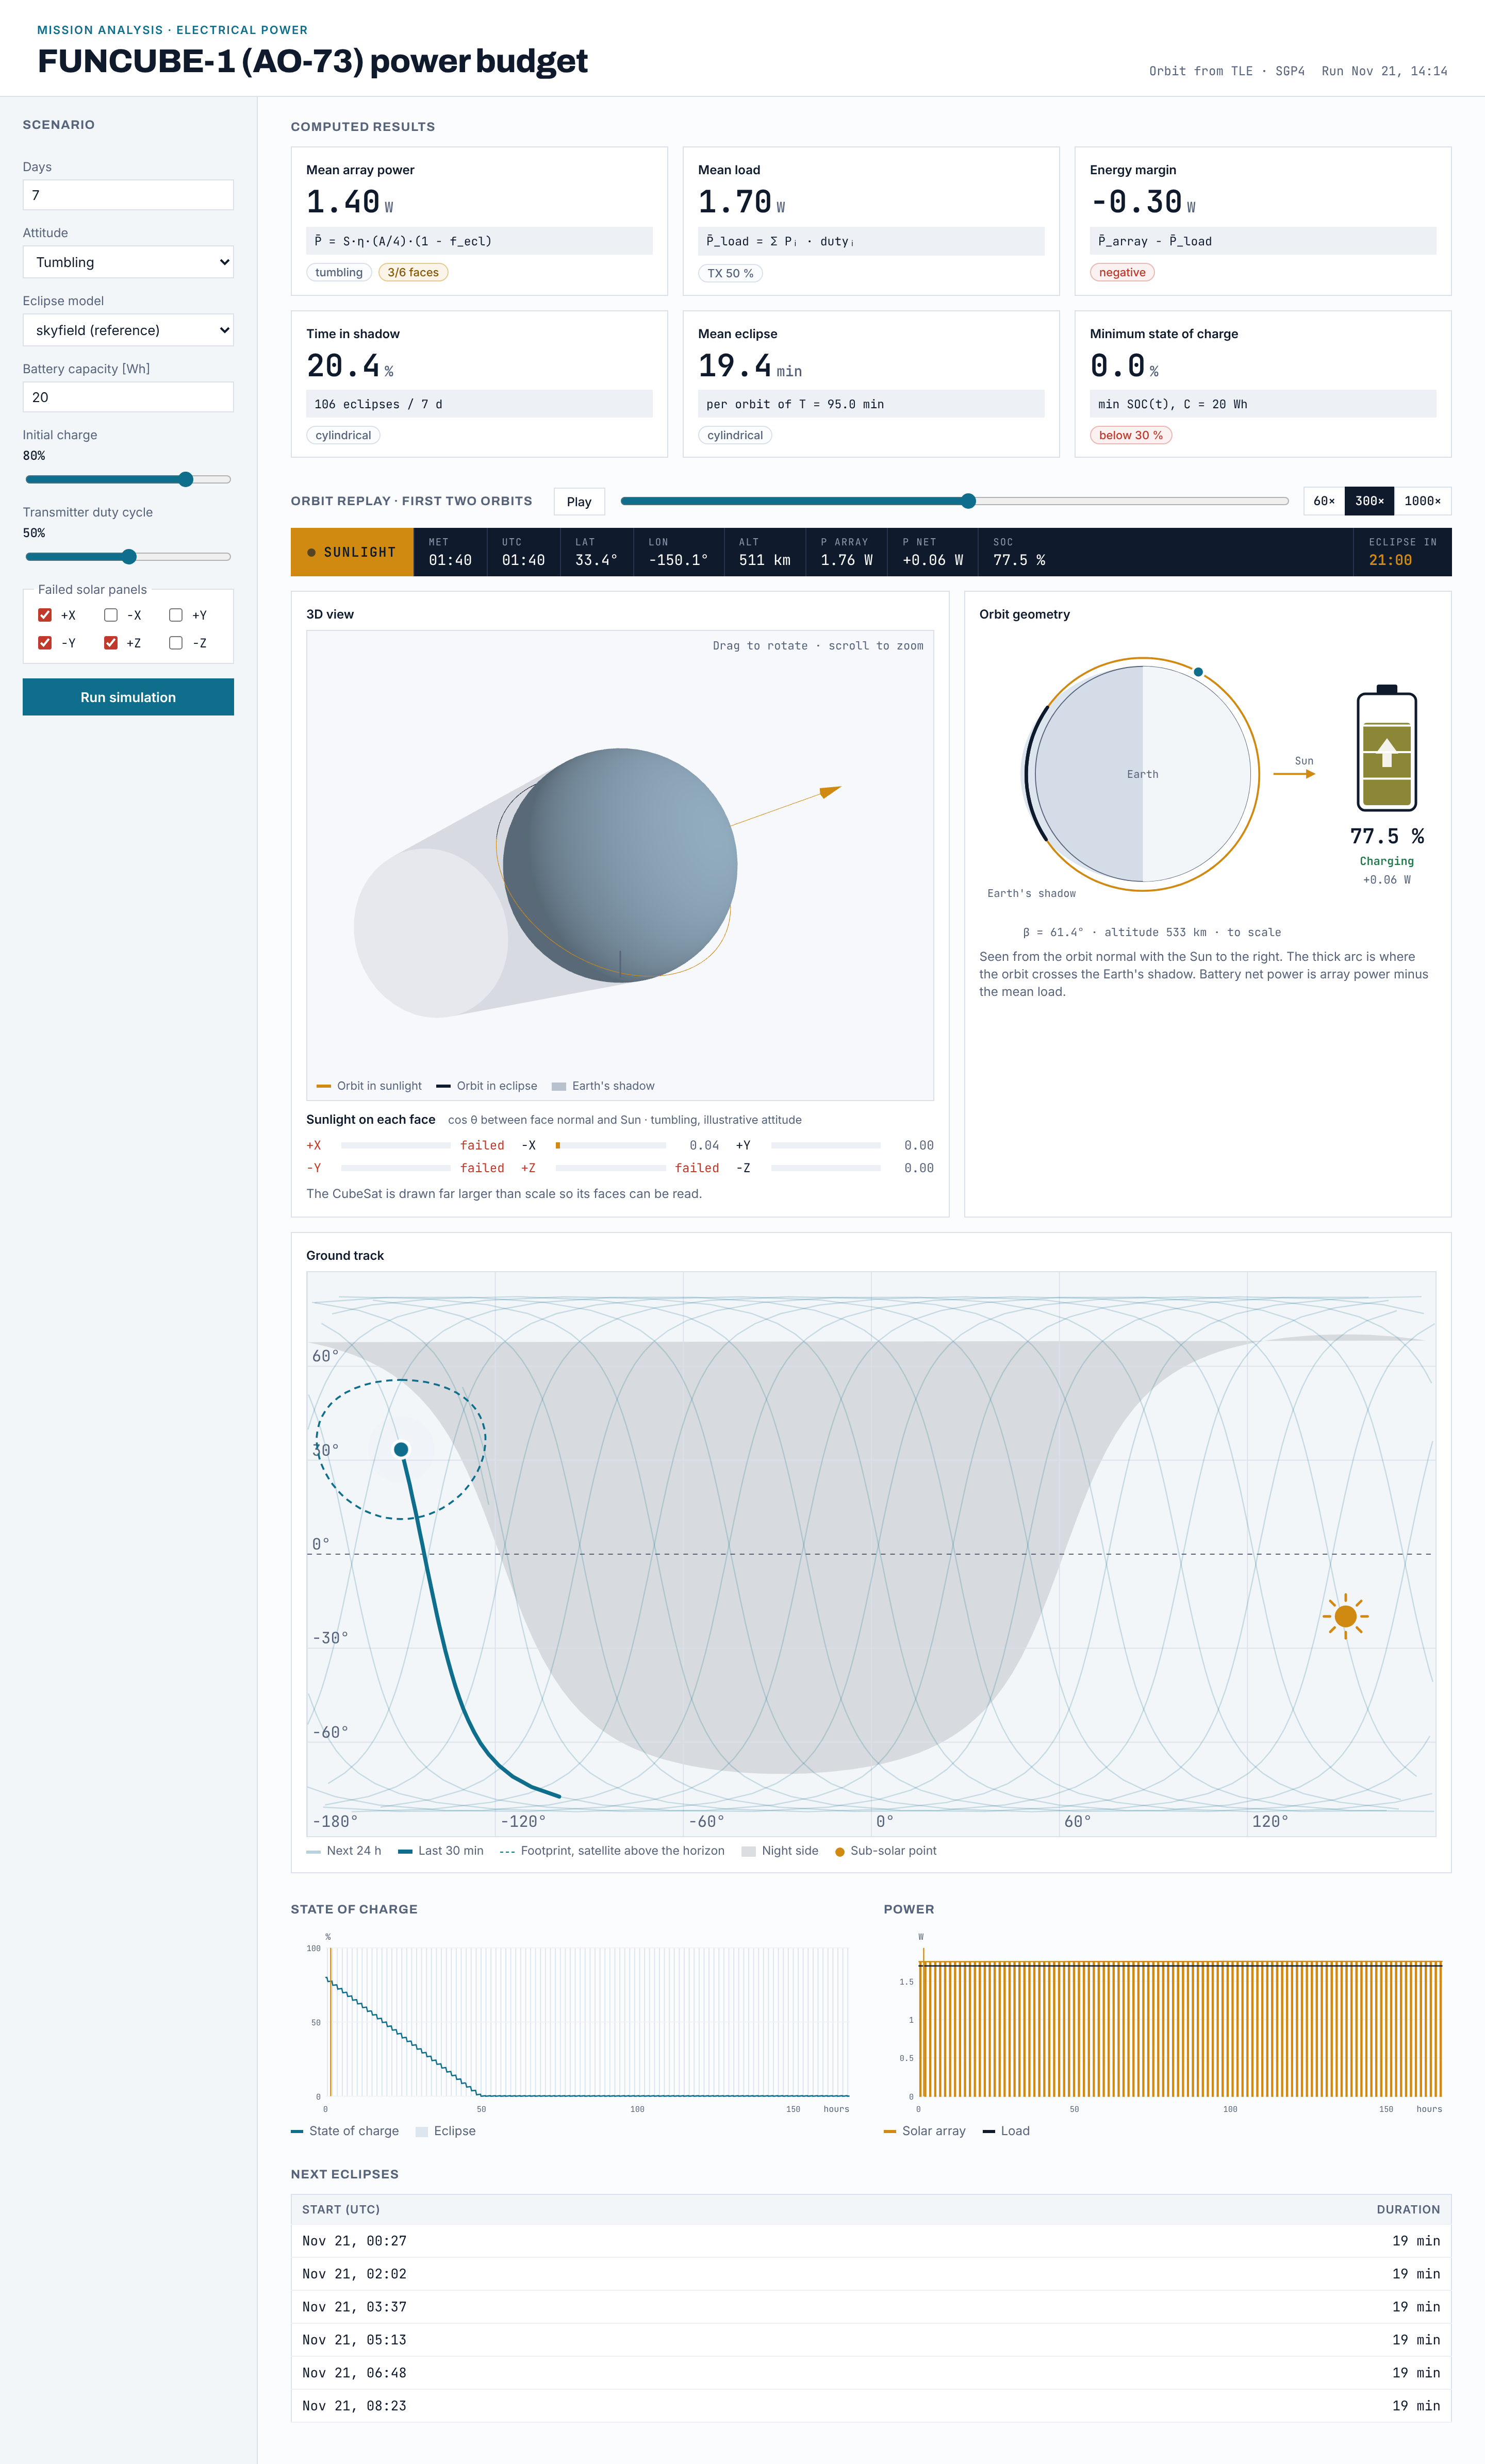 MISSION ANALYSIS · ELECTRICAL POWER
FUNCUBE-1 (AO-73) power budget
Orbit from TLE · SGP4 Run Nov 21, 14:14
SCENARIO
Days
7
Attitude
Tumbling
Eclipse model
skyfield (reference)
Battery capacity [Wh]
20
Initial charge
80%
Transmitter duty cycle
50%
Failed solar panels
+X -X +Y
-Y +Z -Z
Run simulation
COMPUTED RESULTS
Mean array power
1.40 W
P̄ = S·η·(A/4)·(1 - f_ecl)
tumbling 3/6 faces
Mean load
1.70 W
P̄_load = Σ Pᵢ · dutyᵢ
TX 50 %
Energy margin
-0.30 W
P̄_array - P̄_load
negative
Time in shadow
20.4 %
106 eclipses / 7 d
cylindrical
Mean eclipse
19.4 min
per orbit of T = 95.0 min
cylindrical
Minimum state of charge
0.0 %
min SOC(t), C = 20 Wh
below 30 %
ORBIT REPLAY · FIRST TWO ORBITS Play 60× 300× 1000×
SUNLIGHT
MET
01:40
UTC
01:40
LAT
33.4°
LON
-150.1°
ALT
511 km
P ARRAY
1.76 W
P NET
+0.06 W
SOC
77.5 %
ECLIPSE IN
21:00
3D view
Drag to rotate · scroll to zoom
Orbit in sunlight Orbit in eclipse Earth's shadow
Sunlight on each face cos θ between face normal and Sun · tumbling, illustrative attitude
+X failed -X 0.04 +Y 0.00
-Y failed +Z failed -Z 0.00
The CubeSat is drawn far larger than scale so its faces can be read.
Orbit geometry
Earth
Sun
Earth's shadow
77.5 %
Charging
+0.06 W
β = 61.4° · altitude 533 km · to scale
Seen from the orbit normal with the Sun to the right. The thick arc is where
the orbit crosses the Earth's shadow. Battery net power is array power minus
the mean load.
Ground track
60°
30°
0°
-30°
-60°
-180° -120° -60° 0° 60° 120°
Next 24 h Last 30 min Footprint, satellite above the horizon Night side Sub-solar point
STATE OF CHARGE
%
100
50
0
0 50 100 150 hours
State of charge Eclipse
POWER
W
1.5
1
0.5
0
0 50 100 150 hours
Solar array Load
NEXT ECLIPSES
START (UTC) DURATION
Nov 21, 00:27 19 min
Nov 21, 02:02 19 min
Nov 21, 03:37 19 min
Nov 21, 05:13 19 min
Nov 21, 06:48 19 min
Nov 21, 08:23 19 min